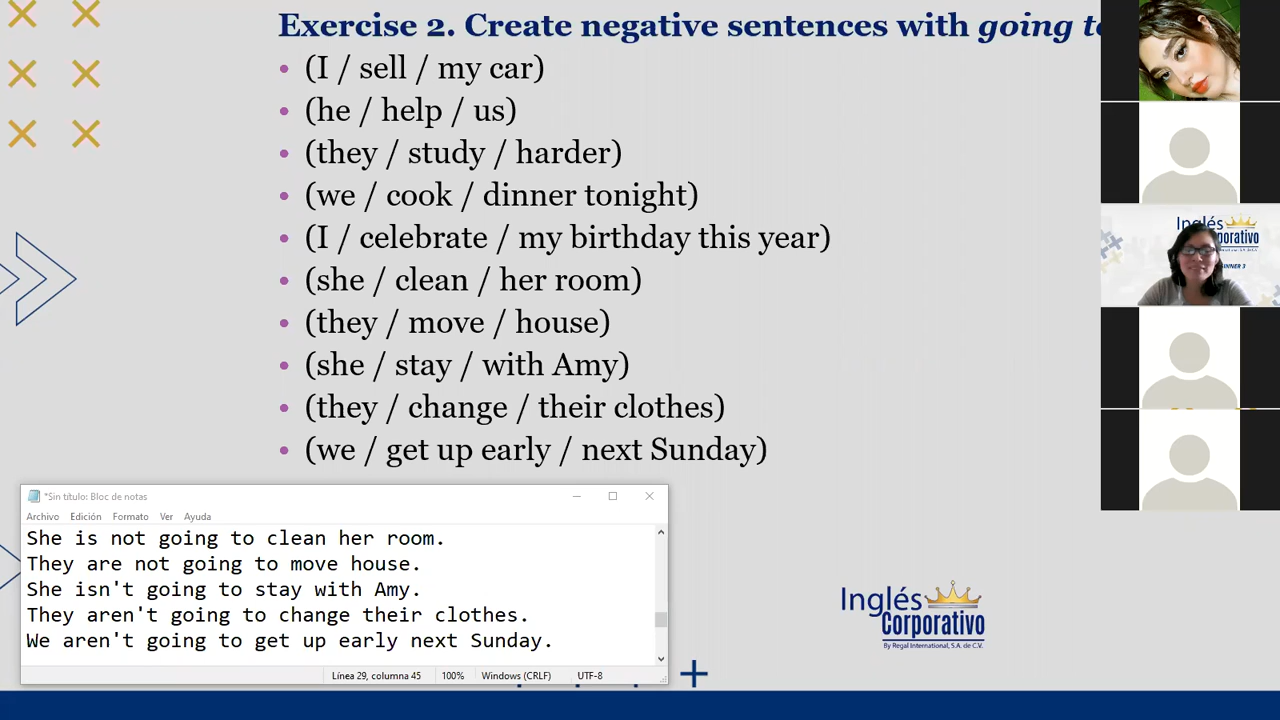 Exercise 2. Create negative sentences with going to
• (I / sell / my car)
• (he / help / us)
• (they / study / harder)
• (we / cook / dinner tonight)
• (I / celebrate / my birthday this year)
• (she / clean / her room)
• (they / move / house)
• (she / stay / with Amy)
• (they / change / their clothes)
• (we / get up early / next Sunday)
*Sin título: Bloc de notas
Archivo Edición Formato Ver Ayuda
She is not going to clean her room.
They are not going to move house.
She isn't going to stay with Amy.
They aren't going to change their clothes.
We aren't going to get up early next Sunday.
Línea 29, columna 45 100% Windows (CRLF) UTF-8
Inglés
Corporativo
By Regal International, S.A. de C.V.
Inglés